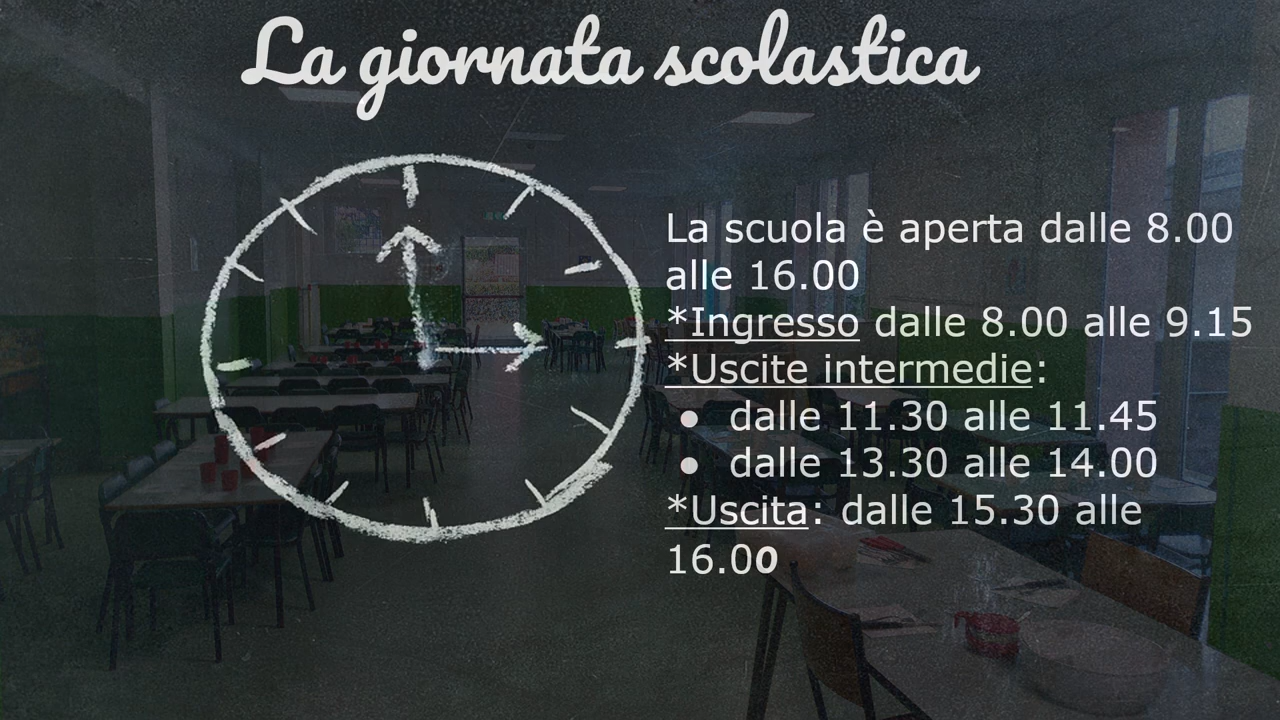 La giornata scolastica
La scuola è aperta dalle 8.00
alle 16.00
*Ingresso dalle 8.00 alle 9.15
*Uscite intermedie:
● dalle 11.30 alle 11.45
● dalle 13.30 alle 14.00
*Uscita: dalle 15.30 alle
16.00